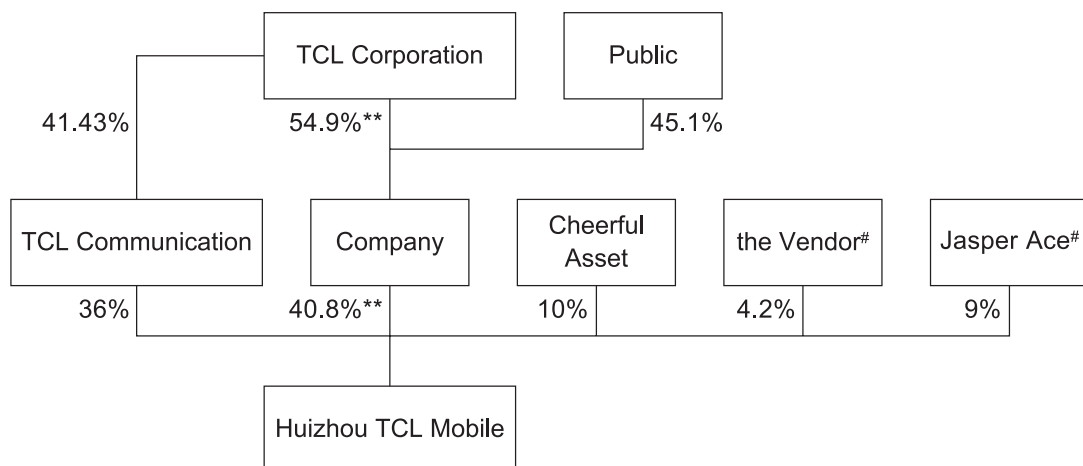 TCL Corporation
Public
41.43%
54.9%**
45.1%
TCL Communication
Company
Cheerful
Asset
the Vendor#
Jasper Ace#
36%
40.8%**
10%
4.2%
9%
Huizhou TCL Mobile